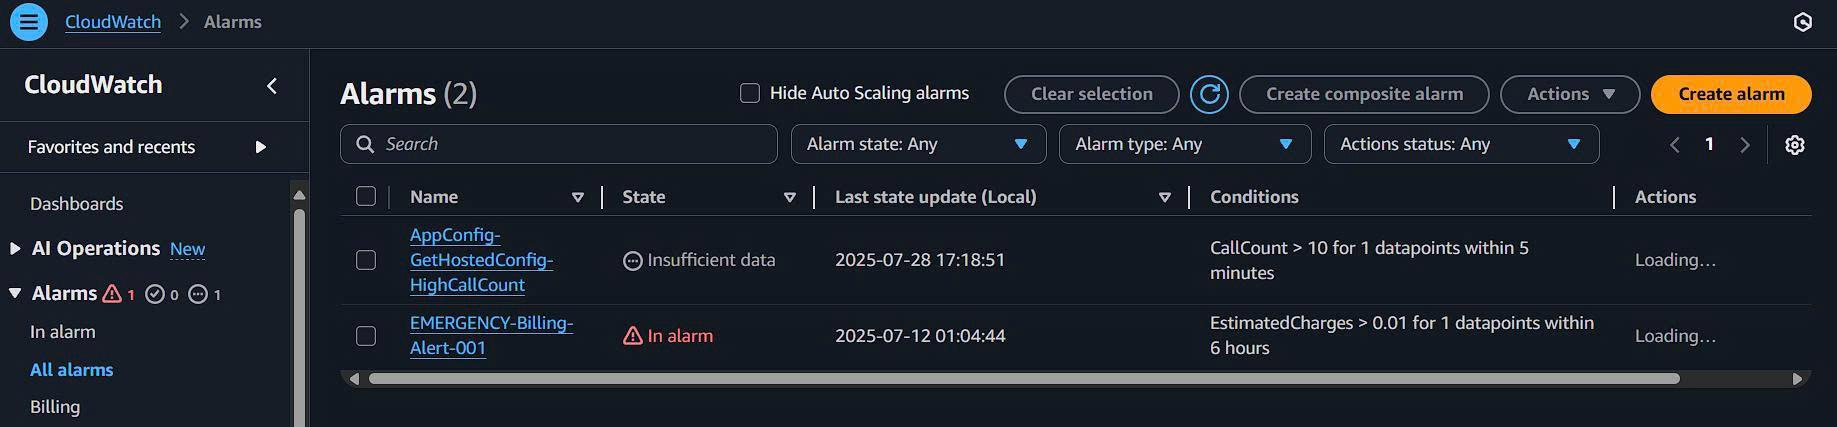 CloudWatch > Alarms
CloudWatch
Favorites and recents
Dashboards
AI Operations New
Alarms 1 0 1
In alarm
All alarms
Billing
Alarms (2)
Hide Auto Scaling alarms
Clear selection
Create composite alarm
Actions
Create alarm
Search
Alarm state: Any
Alarm type: Any
Actions status: Any
1
Name State Last state update (Local) Conditions Actions
AppConfig-
GetHostedConfig-
HighCallCount
Insufficient data
2025-07-28 17:18:51
CallCount > 10 for 1 datapoints within 5
minutes
Loading...
EMERGENCY-Billing-
Alert-001
In alarm
2025-07-12 01:04:44
EstimatedCharges > 0.01 for 1 datapoints within
6 hours
Loading...